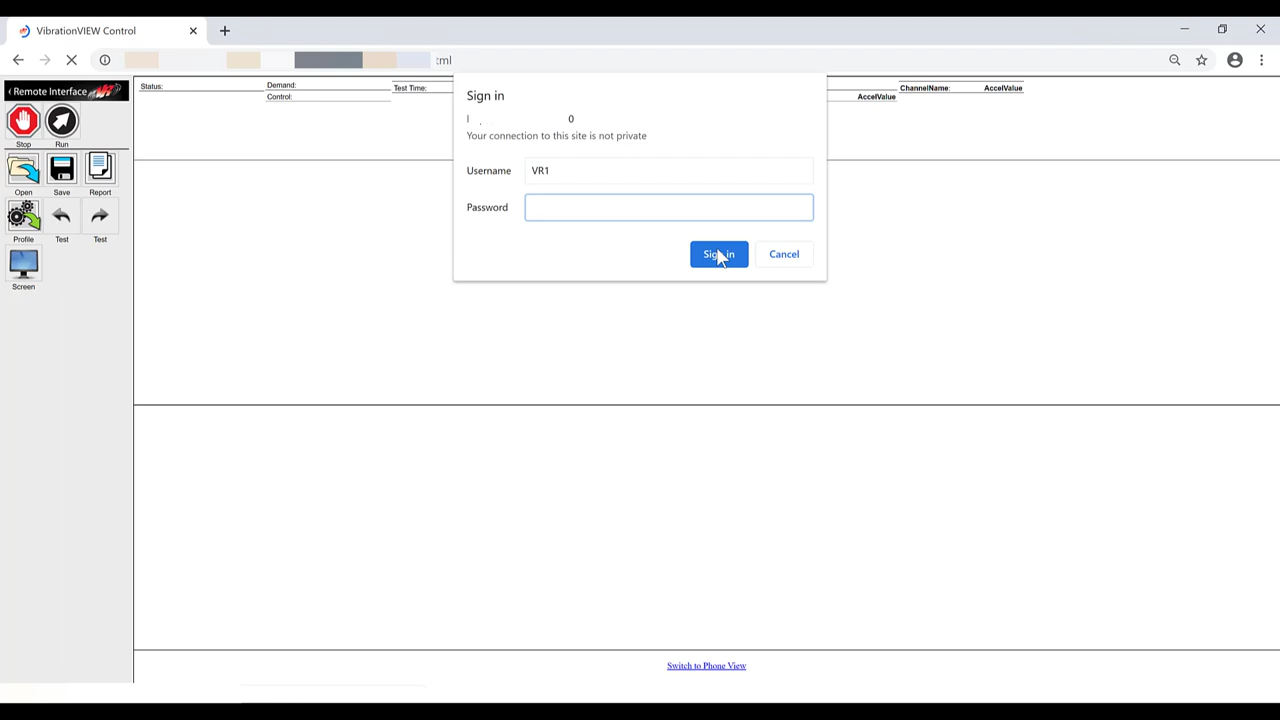 VibrationVIEW Control
tml
Remote Interface
Stop
Run
Open
Save
Report
Profile
Test
Test
Screen
Status:
Demand:
Control:
Test Time:
AccelValue
ChannelName:
AccelValue
Sign in
0
Your connection to this site is not private
Username
VR1
Password
Sign in
Cancel
Switch to Phone View